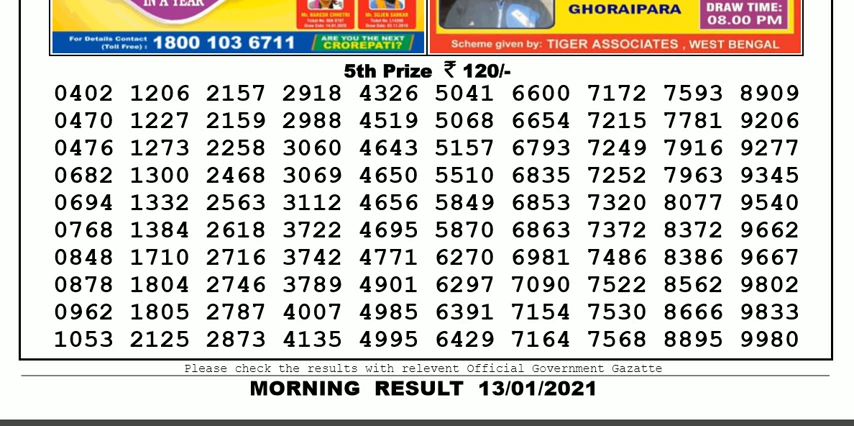 IN A YEAR
Mr. NARESH CHHETRI
Mr. SUJEN SARKAR
For Details Contact
(Toll Free) : 1800 103 6711
ARE YOU THE NEXT
CROREPATI?
GHORAIPARA
DRAW TIME:
08.00 PM
Scheme given by: TIGER ASSOCIATES , WEST BENGAL
5th Prize ₹ 120/-
0402 1206 2157 2918 4326 5041 6600 7172 7593 8909
0470 1227 2159 2988 4519 5068 6654 7215 7781 9206
0476 1273 2258 3060 4643 5157 6793 7249 7916 9277
0682 1300 2468 3069 4650 5510 6835 7252 7963 9345
0694 1332 2563 3112 4656 5849 6853 7320 8077 9540
0768 1384 2618 3722 4695 5870 6863 7372 8372 9662
0848 1710 2716 3742 4771 6270 6981 7486 8386 9667
0878 1804 2746 3789 4901 6297 7090 7522 8562 9802
0962 1805 2787 4007 4985 6391 7154 7530 8666 9833
1053 2125 2873 4135 4995 6429 7164 7568 8895 9980
Please check the results with relevent Official Government Gazatte
MORNING RESULT 13/01/2021